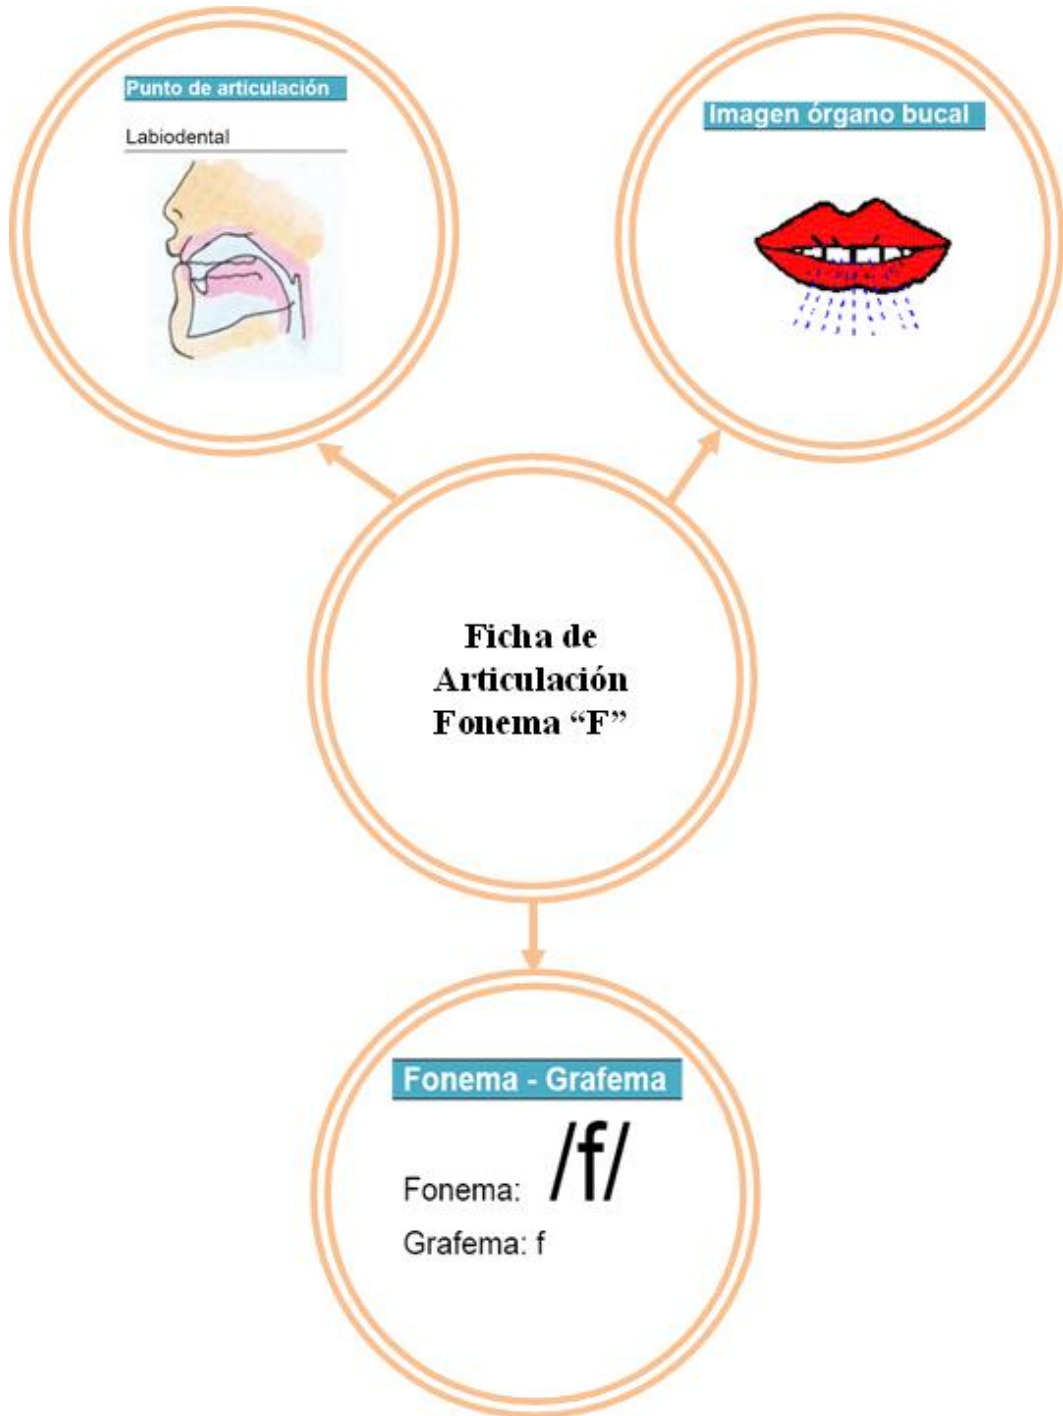 Punto de articulación
Labiodental
Imagen órgano bucal
Ficha de
Articulación
Fonema “F”
Fonema - Grafema
Fonema: /f/
Grafema: f